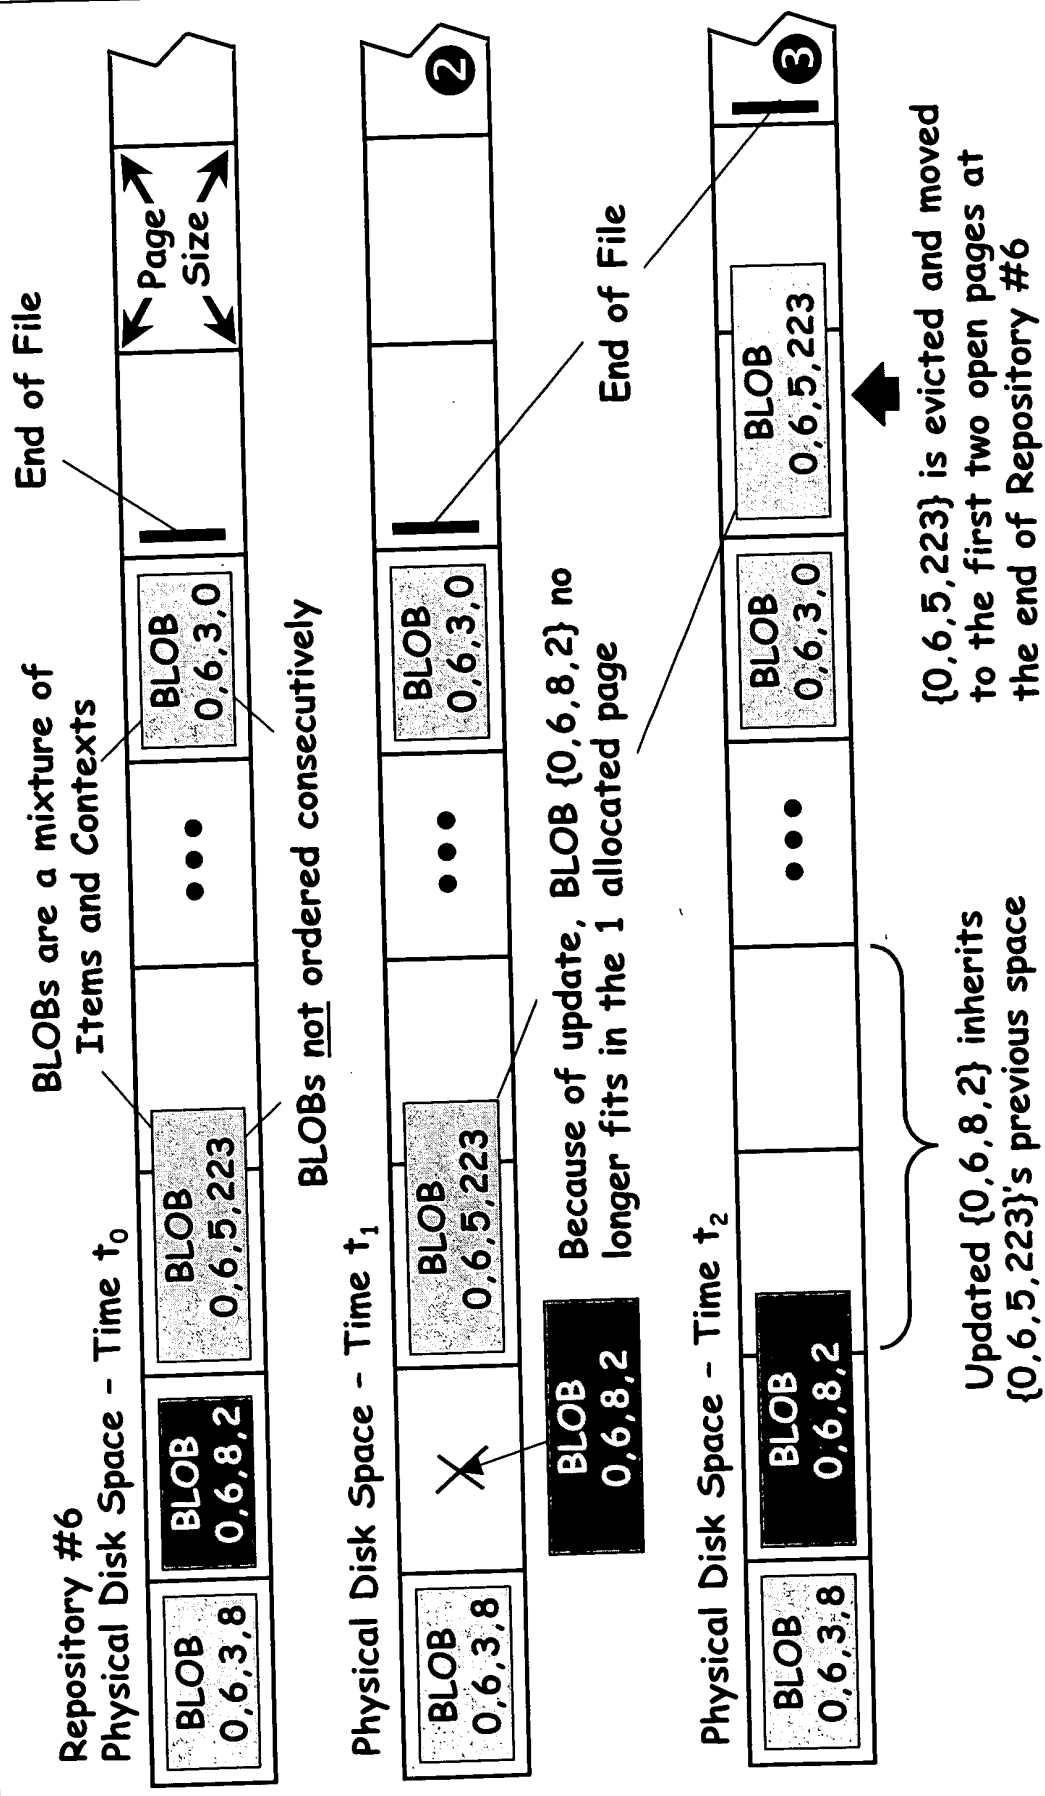 Repository #6
Physical Disk Space - Time t0
BLOBs are a mixture of
Items and Contexts
End of File
BLOB
0,6,3,8
BLOB
0,6,8,2
BLOB
0,6,5,223
•••
BLOB
0,6,3,0
Page
Size
BLOBs not ordered consecutively
Physical Disk Space - Time t1
BLOB
0,6,3,8
X
BLOB
0,6,5,223
•••
BLOB
0,6,3,0
2
BLOB
0,6,8,2
Because of update, BLOB {0,6,8,2} no
longer fits in the 1 allocated page
End of File
Physical Disk Space - Time t2
BLOB
0,6,3,8
BLOB
0,6,8,2
•••
BLOB
0,6,3,0
BLOB
0,6,5,223
3
Updated {0,6,8,2} inherits
{0,6,5,223}'s previous space
{0,6,5,223} is evicted and moved
to the first two open pages at
the end of Repository #6